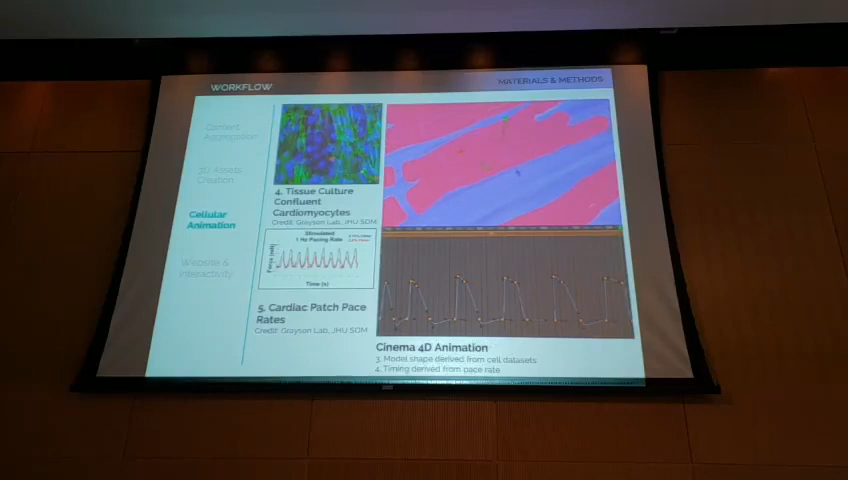 WORKFLOW
MATERIALS & METHODS
Content
Aggregation
3D Assets
Creation
Cellular
Animation
Website &
Interactivity
4. Tissue Culture
Confluent
Cardiomyocytes
Credit: Grayson Lab, JHU SOM
Stimulated
1 Hz Pacing Rate
Force (mN)
Time (s)
5. Cardiac Patch Pace
Rates
Credit: Grayson Lab, JHU SOM
Cinema 4D Animation
3. Model shape derived from cell datasets
4. Timing derived from pace rate